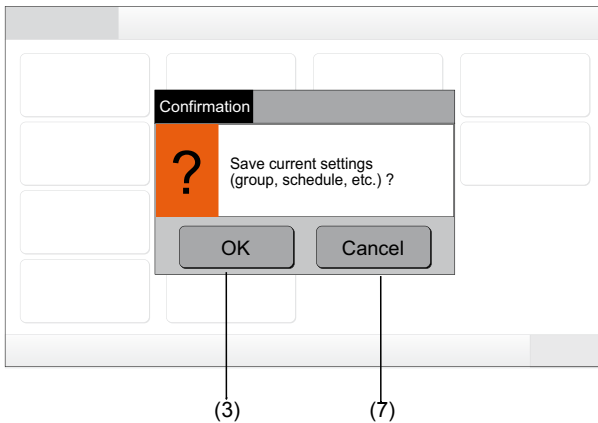 Confirmation
?
Save current settings
(group, schedule, etc.) ?
OK
Cancel
(3)
(7)